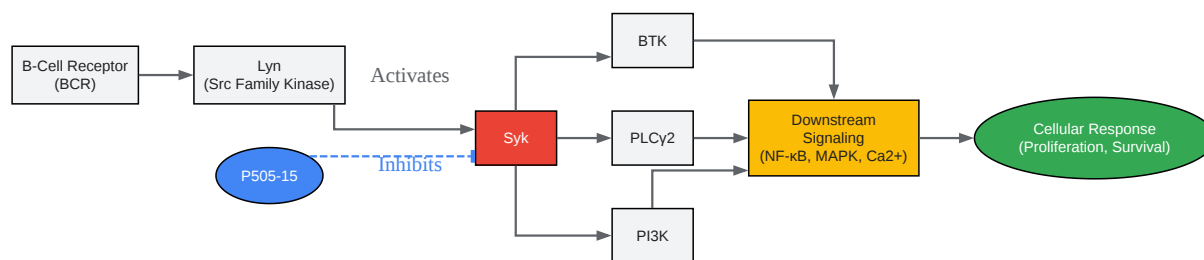 B-Cell Receptor
(BCR)
Lyn
(Src Family Kinase)
Activates
P505-15
Inhibits
Syk
BTK
PLCγ2
PI3K
Downstream
Signaling
(NF-κB, MAPK, Ca2+)
Cellular Response
(Proliferation, Survival)